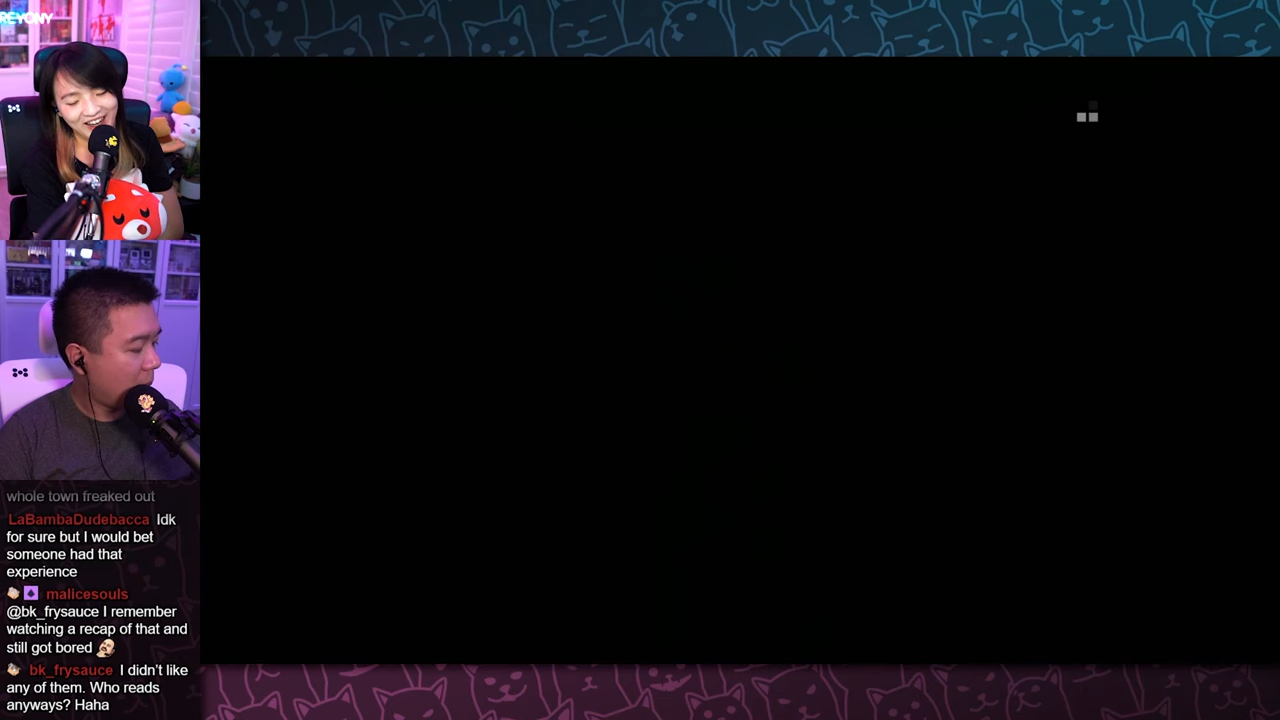 REYONY
whole town freaked out
LaBambaDudebacca Idk
for sure but I would bet
someone had that
experience
malicesouls
@bk_frysauce I remember
watching a recap of that and
still got bored
bk_frysauce I didn't like
any of them. Who reads
anyways? Haha